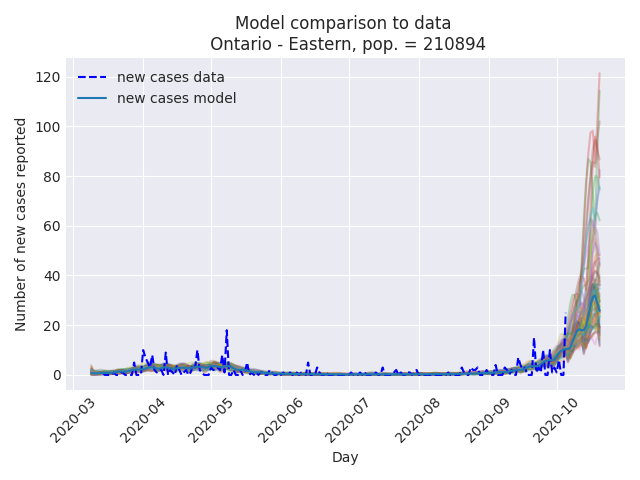 Model comparison to data
Ontario - Eastern, pop. = 210894
new cases data
new cases model
Number of new cases reported
120
100
80
60
40
20
0
2020-03
2020-04
2020-05
2020-06
2020-07
2020-08
2020-09
2020-10
Day